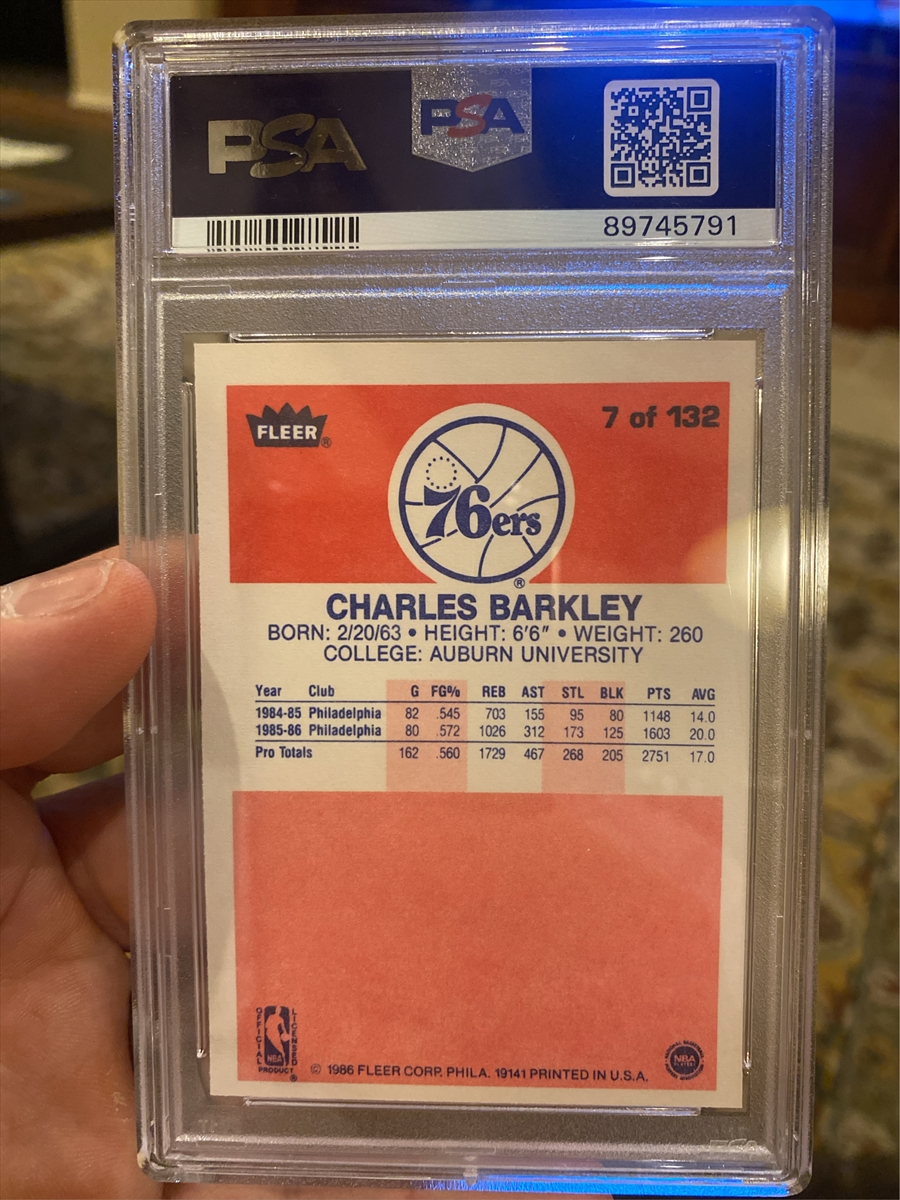 PSA
PSA
89745791
FLEER®
7 of 132
76ers
®
CHARLES BARKLEY
BORN: 2/20/63 • HEIGHT: 6'6" • WEIGHT: 260
COLLEGE: AUBURN UNIVERSITY
Year Club G FG% REB AST STL BLK PTS AVG
1984-85 Philadelphia 82 .545 703 155 95 80 1148 14.0
1985-86 Philadelphia 80 .572 1026 312 173 125 1603 20.0
Pro Totals 162 .560 1729 467 268 205 2751 17.0
OFFICIAL LICENSED
NBA
PRODUCT ®
© 1986 FLEER CORP. PHILA. 19141 PRINTED IN U.S.A.
NBA
PLAYERS
PSA